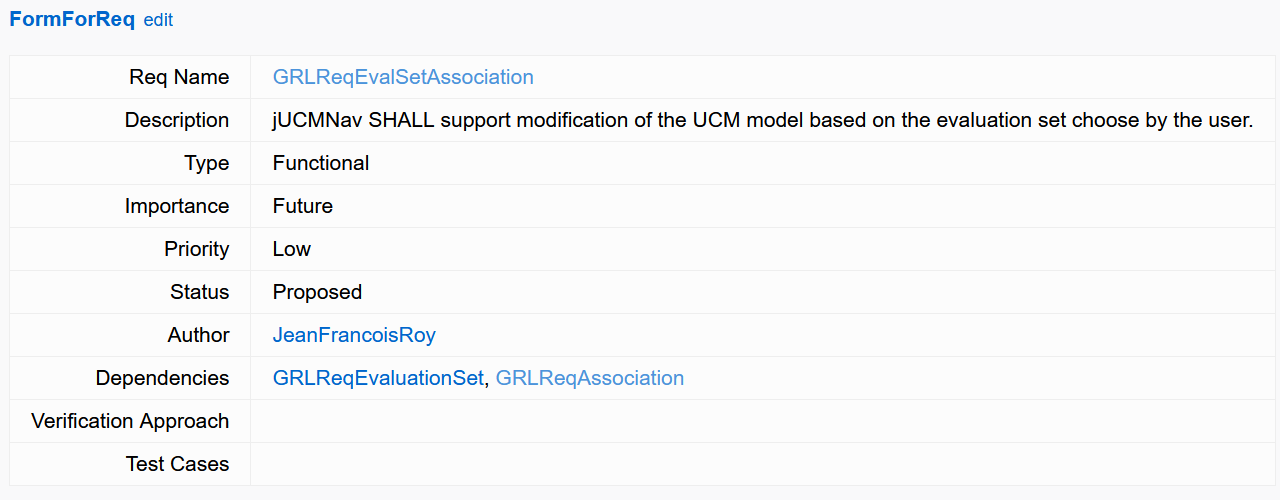 FormForReq edit
Req Name GRLReqEvalSetAssociation
Description jUCMNav SHALL support modification of the UCM model based on the evaluation set choose by the user.
Type Functional
Importance Future
Priority Low
Status Proposed
Author JeanFrancoisRoy
Dependencies GRLReqEvaluationSet, GRLReqAssociation
Verification Approach
Test Cases